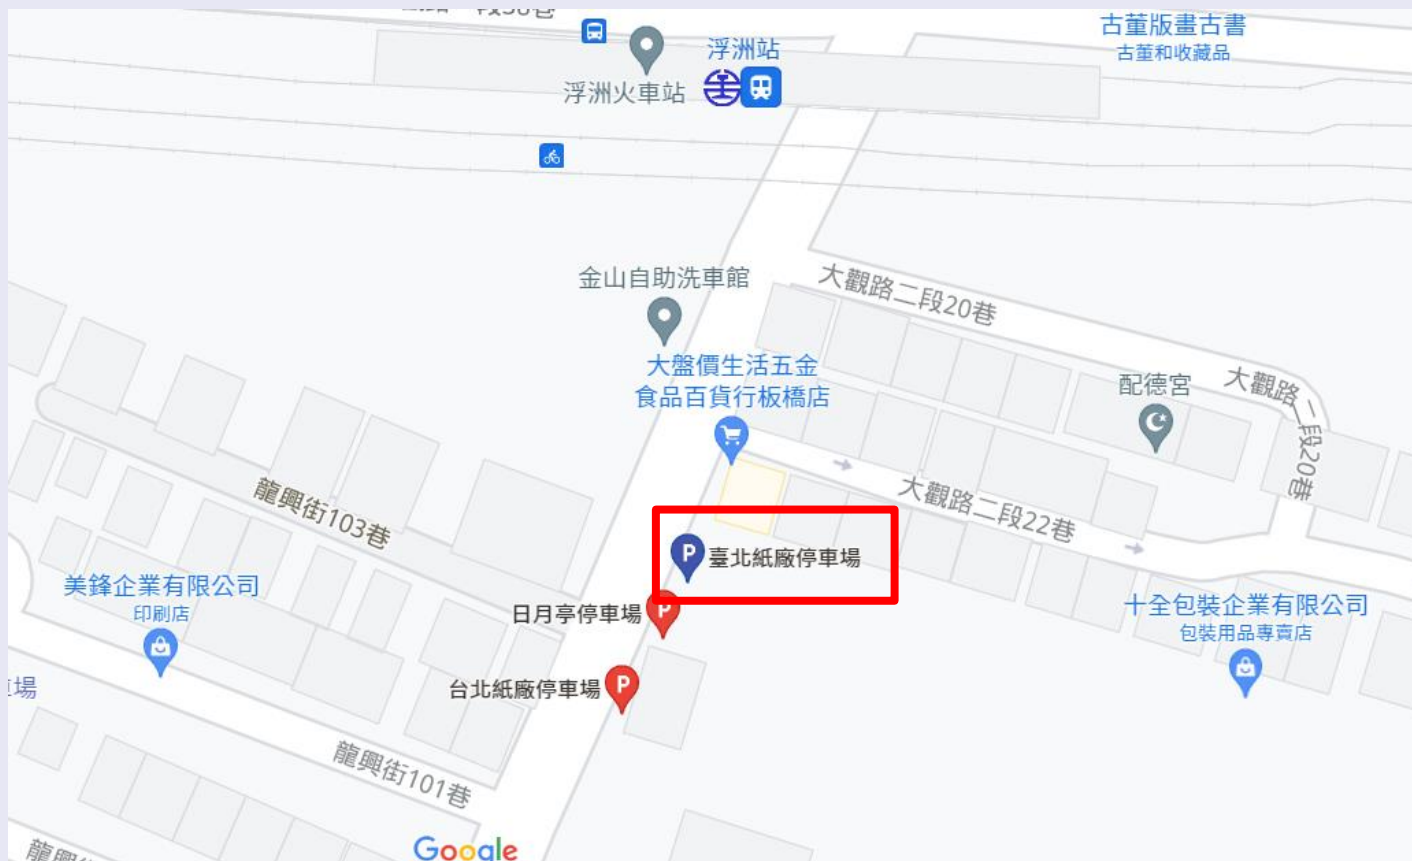 古董版畫古書
古董和收藏品
浮洲站
浮洲火車站
金山自助洗車館
大觀路二段20巷
大盤價生活五金
食品百貨行板橋店
配德宮
大觀路二段20巷
龍興街103巷
大觀路二段22巷
P 臺北紙廠停車場
美鋒企業有限公司
印刷店
日月亭停車場 P
十全包裝企業有限公司
包裝用品專賣店
台北紙廠停車場 P
龍興街101巷
Google